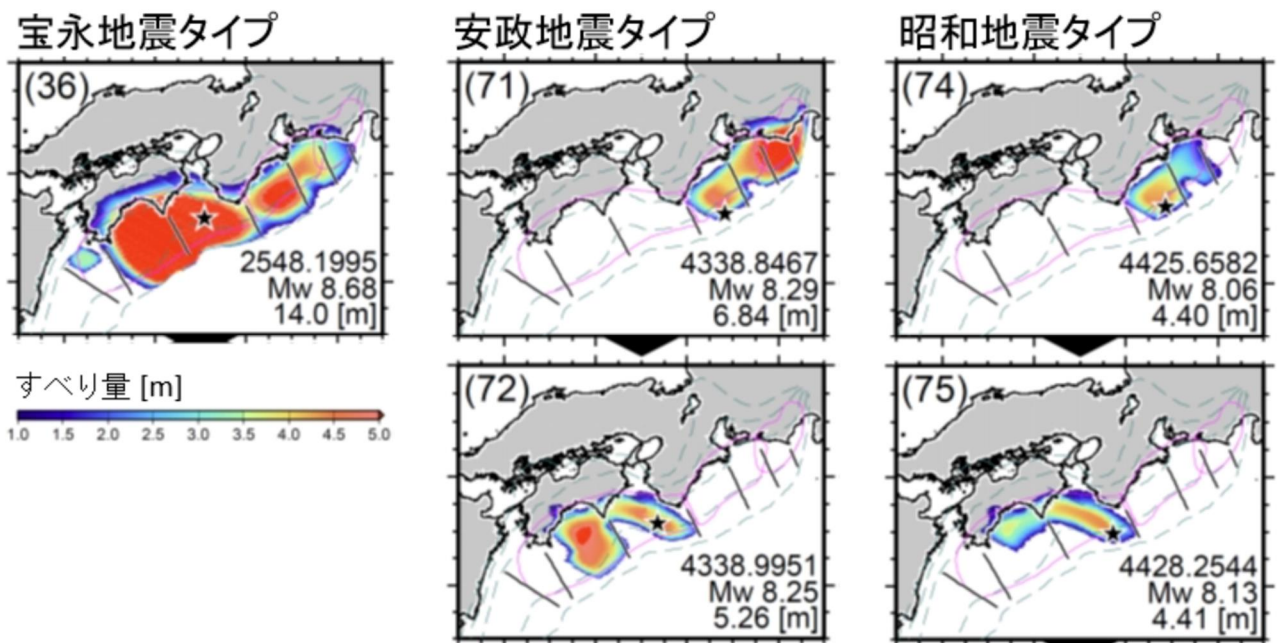 宝永地震タイプ
(36)
2548.1995
Mw 8.68
14.0 [m]
すべり量 [m]
1.0 1.5 2.0 2.5 3.0 3.5 4.0 4.5 5.0
安政地震タイプ
(71)
4338.8467
Mw 8.29
6.84 [m]
(72)
4338.9951
Mw 8.25
5.26 [m]
昭和地震タイプ
(74)
4425.6582
Mw 8.06
4.40 [m]
(75)
4428.2544
Mw 8.13
4.41 [m]